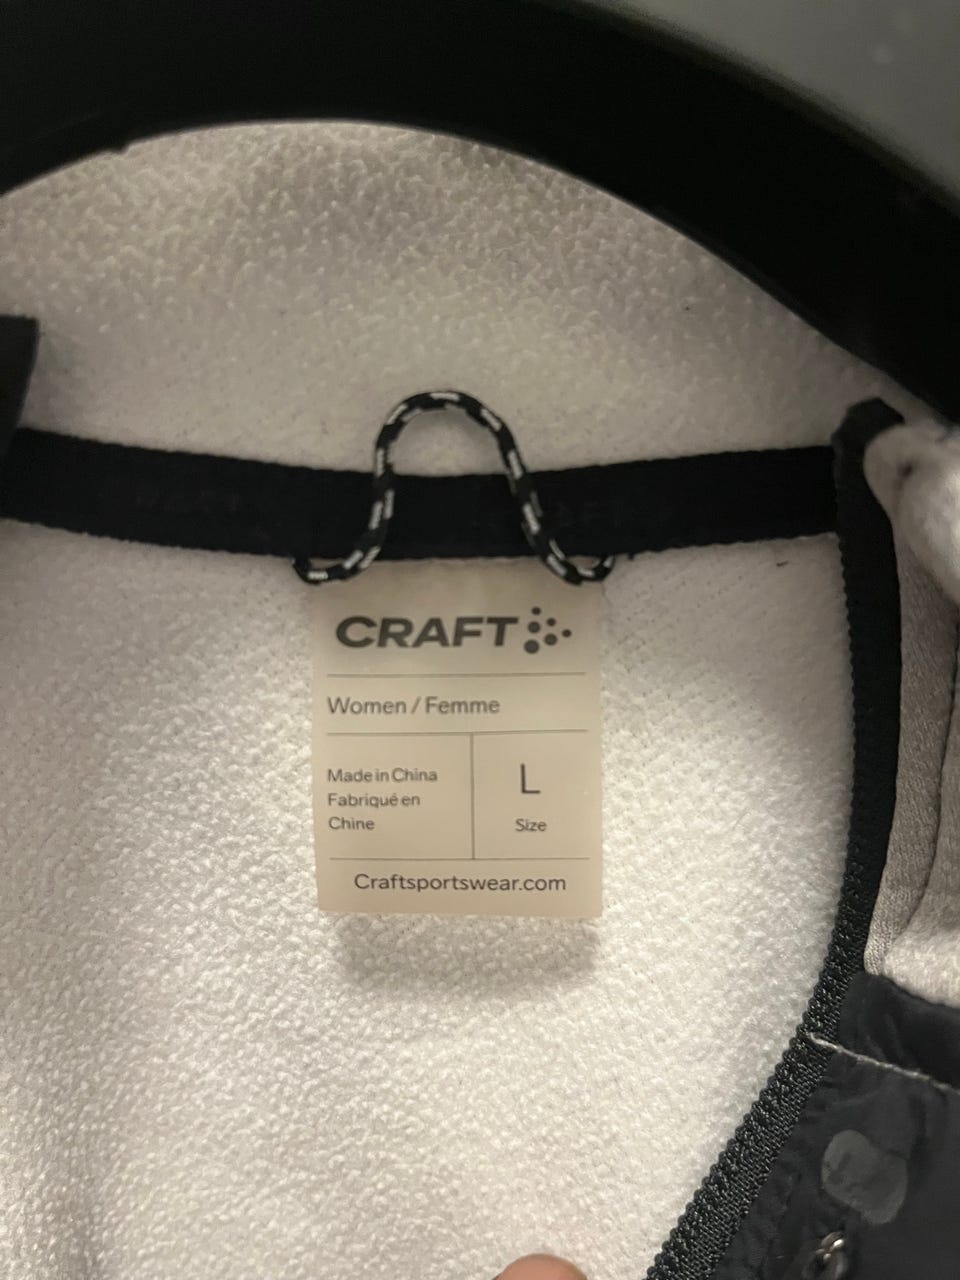 CRAFT
Women / Femme
Made in China
Fabriqué en
Chine
L
Size
Craftsportswear.com